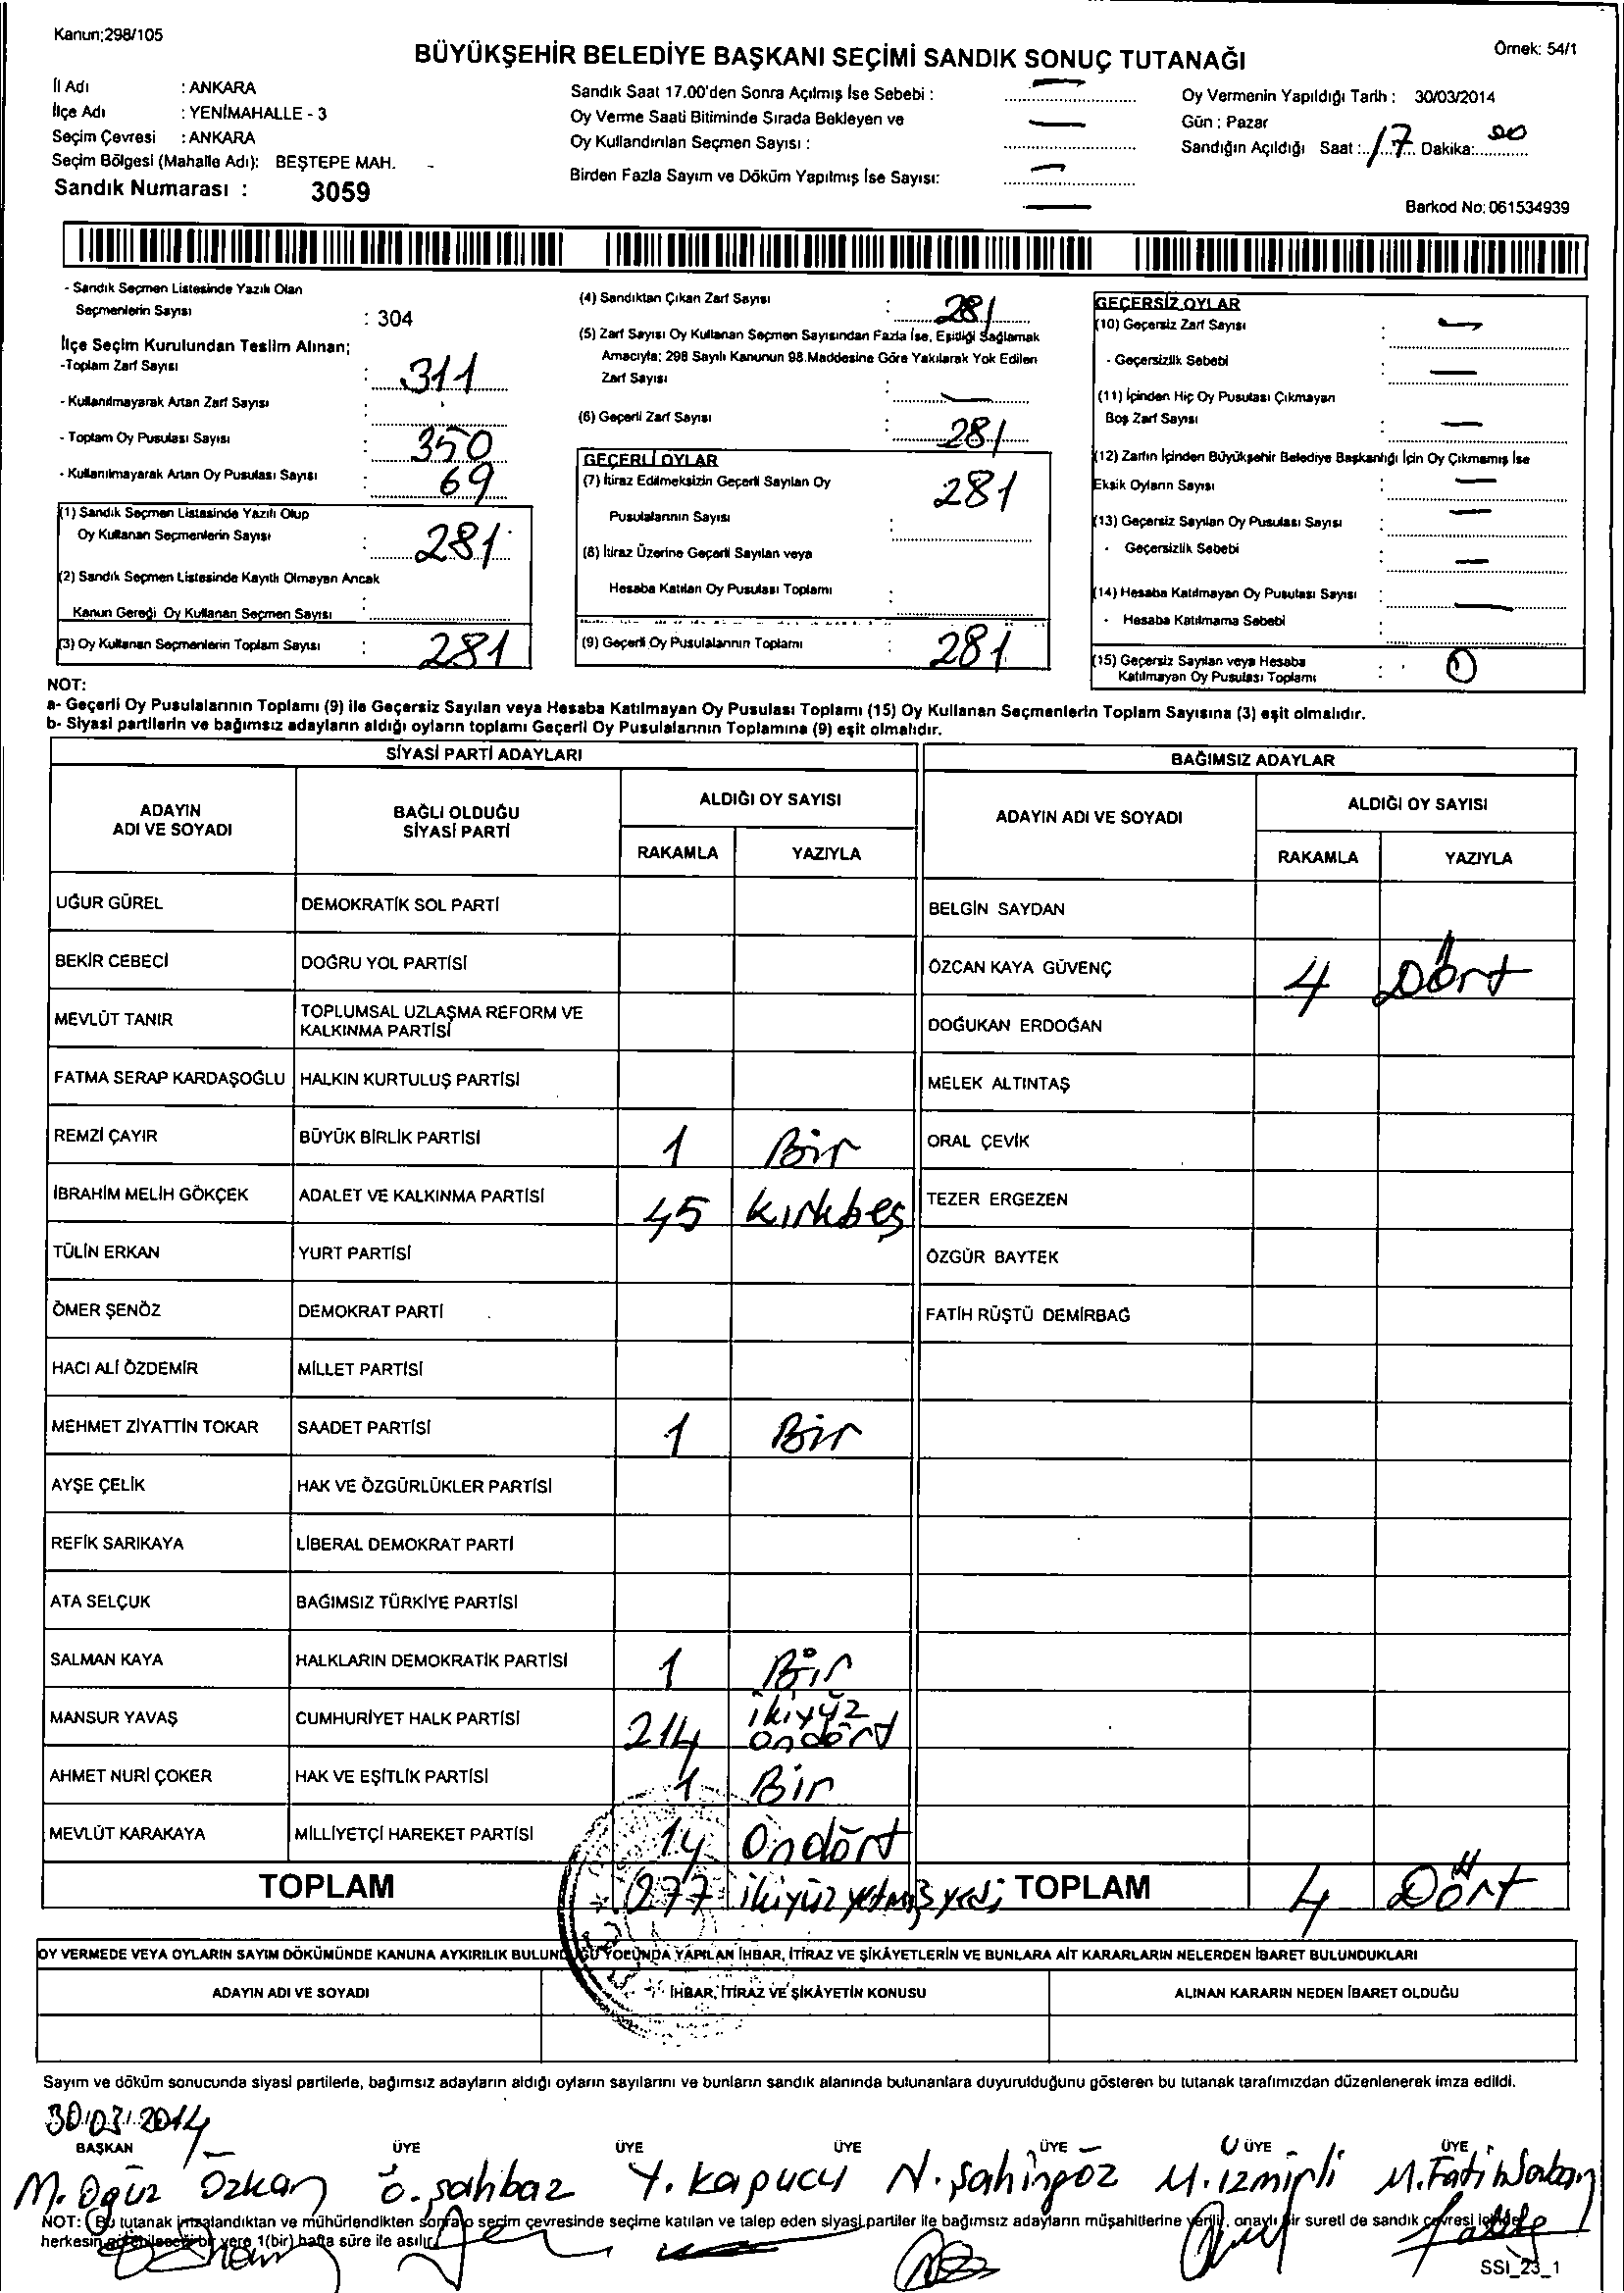 Kanun;298/105
Örnek: 54/1
BÜYÜKŞEHİR BELEDİYE BAŞKANI SEÇİMİ SANDIK SONUÇ TUTANAĞI
İl Adı : ANKARA
İlçe Adı : YENİMAHALLE - 3
Seçim Çevresi : ANKARA
Seçim Bölgesi (Mahalle Adı): BEŞTEPE MAH. -
Sandık Numarası : 3059
Sandık Saat 17.00'den Sonra Açılmış İse Sebebi : —
Oy Verme Saati Bitiminde Sırada Bekleyen ve
Oy Kullandırılan Seçmen Sayısı : —
Birden Fazla Sayım ve Döküm Yapılmış İse Sayısı: —
Oy Vermenin Yapıldığı Tarih : 30/03/2014
Gün : Pazar
Sandığın Açıldığı Saat : 17 Dakika: 00
Barkod No: 061534939
- Sandık Seçmen Listesinde Yazılı Olan
Seçmenlerin Sayısı : 304
İlçe Seçim Kurulundan Teslim Alınan;
-Toplam Zarf Sayısı : 311
- Kullanılmayarak Artan Zarf Sayısı :
- Toplam Oy Pusulası Sayısı : 350
- Kullanılmayarak Artan Oy Pusulası Sayısı : 69
(1) Sandık Seçmen Listesinde Yazılı Olup
Oy Kullanan Seçmenlerin Sayısı : 281
(2) Sandık Seçmen Listesinde Kayıtlı Olmayan Ancak
Kanun Gereği Oy Kullanan Seçmen Sayısı :
(3) Oy Kullanan Seçmenlerin Toplam Sayısı : 281
(4) Sandıktan Çıkan Zarf Sayısı : 281
(5) Zarf Sayısı Oy Kullanan Seçmen Sayısından Fazla İse, Eşitliği Sağlamak
Amacıyla; 298 Sayılı Kanunun 98.Maddesine Göre Yakılarak Yok Edilen
Zarf Sayısı : —
(6) Geçerli Zarf Sayısı : 281
GEÇERLİ OYLAR
(7) İtiraz Edilmeksizin Geçerli Sayılan Oy
Pusulalarının Sayısı : 281
(8) İtiraz Üzerine Geçerli Sayılan veya
Hesaba Katılan Oy Pusulası Toplamı :
(9) Geçerli Oy Pusulalarının Toplamı : 281
GEÇERSİZ OYLAR
(10) Geçersiz Zarf Sayısı : —
- Geçersizlik Sebebi : —
(11) İçinden Hiç Oy Pusulası Çıkmayan
Boş Zarf Sayısı : —
(12) Zarfın İçinden Büyükşehir Belediye Başkanlığı İçin Oy Çıkmamış İse
Eksik Oyların Sayısı : —
(13) Geçersiz Sayılan Oy Pusulası Sayısı : —
- Geçersizlik Sebebi : —
(14) Hesaba Katılmayan Oy Pusulası Sayısı : —
- Hesaba Katılmama Sebebi :
(15) Geçersiz Sayılan veya Hesaba
Katılmayan Oy Pusulası Toplamı : 0
NOT:
a- Geçerli Oy Pusulalarının Toplamı (9) ile Geçersiz Sayılan veya Hesaba Katılmayan Oy Pusulası Toplamı (15) Oy Kullanan Seçmenlerin Toplam Sayısına (3) eşit olmalıdır.
b- Siyasi partilerin ve bağımsız adayların aldığı oyların toplamı Geçerli Oy Pusulalarının Toplamına (9) eşit olmalıdır.
SİYASİ PARTİ ADAYLARI
ADAYIN ADI VE SOYADI
BAĞLI OLDUĞU SİYASİ PARTİ
ALDIĞI OY SAYISI
RAKAMLA YAZIYLA
UĞUR GÜREL DEMOKRATİK SOL PARTİ
BEKİR CEBECİ DOĞRU YOL PARTİSİ
MEVLÜT TANIR TOPLUMSAL UZLAŞMA REFORM VE
KALKINMA PARTİSİ
FATMA SERAP KARDAŞOĞLU HALKIN KURTULUŞ PARTİSİ
REMZİ ÇAYIR BÜYÜK BİRLİK PARTİSİ 1 Bir
İBRAHİM MELİH GÖKÇEK ADALET VE KALKINMA PARTİSİ 45 kırkbeş
TÜLİN ERKAN YURT PARTİSİ
ÖMER ŞENÖZ DEMOKRAT PARTİ
HACI ALİ ÖZDEMİR MİLLET PARTİSİ
MEHMET ZİYATTİN TOKAR SAADET PARTİSİ 1 Bir
AYŞE ÇELİK HAK VE ÖZGÜRLÜKLER PARTİSİ
REFİK SARIKAYA LİBERAL DEMOKRAT PARTİ
ATA SELÇUK BAĞIMSIZ TÜRKİYE PARTİSİ
SALMAN KAYA HALKLARIN DEMOKRATİK PARTİSİ 1 Bir
MANSUR YAVAŞ CUMHURİYET HALK PARTİSİ 214 ikiyüz ondört
AHMET NURİ ÇOKER HAK VE EŞİTLİK PARTİSİ 1 Bir
MEVLÜT KARAKAYA MİLLİYETÇİ HAREKET PARTİSİ 14 Ondört
TOPLAM 277 ikiyüzyetmişyedi
BAĞIMSIZ ADAYLAR
ADAYIN ADI VE SOYADI
ALDIĞI OY SAYISI
RAKAMLA YAZIYLA
BELGİN SAYDAN
ÖZCAN KAYA GÜVENÇ 4 Dört
DOĞUKAN ERDOĞAN
MELEK ALTINTAŞ
ORAL ÇEVİK
TEZER ERGEZEN
ÖZGÜR BAYTEK
FATİH RÜŞTÜ DEMİRBAĞ
TOPLAM 4 Dört
OY VERMEDE VEYA OYLARIN SAYIM DÖKÜMÜNDE KANUNA AYKIRILIK BULUNDUĞU YOLUNDA YAPILAN İHBAR, İTİRAZ VE ŞİKAYETLERİN VE BUNLARA AİT KARARLARIN NELERDEN İBARET BULUNDUKLARI
ADAYIN ADI VE SOYADI İHBAR, İTİRAZ VE ŞİKAYETİN KONUSU ALINAN KARARIN NEDEN İBARET OLDUĞU
Sayım ve döküm sonucunda siyasi partilerle, bağımsız adayların aldığı oyların sayılarını ve bunların sandık alanında bulunanlara duyurulduğunu gösteren bu tutanak tarafımızdan düzenlenerek imza edildi.
30/03/2014
BAŞKAN ÜYE ÜYE ÜYE ÜYE ÜYE ÜYE
M. Oğuz Özkan Ö. Şahbaz Y. Kapucu N. Şahingöz M. İzmirli M. Fatih
NOT: Bu tutanak imzalandıktan ve mühürlendikten sonra o seçim çevresinde seçime katılan ve talep eden siyasi partiler ile bağımsız adayların müşahitlerine verilir, onaylı bir sureti de sandık çevresi içinde
herkesin görebileceği bir yere 1(bir) hafta süre ile asılır.
SSİ_23_1